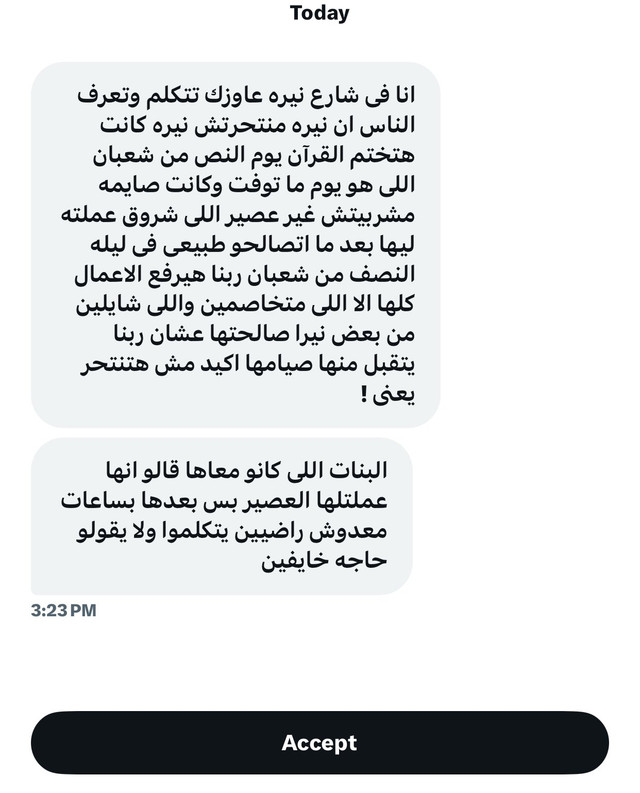 Today
انا فى شارع نيره عاوزك تتكلم وتعرف
الناس ان نيره منتحرتش نيره كانت
هتختم القرآن يوم النص من شعبان
اللى هو يوم ما توفت وكانت صايمه
مشربيتش غير عصير اللى شروق عملته
ليها بعد ما اتصالحو طبيعى فى ليله
النصف من شعبان ربنا هيرفع الاعمال
كلها الا اللى متخاصمين واللى شايلين
من بعض نيرا صالحتها عشان ربنا
يتقبل منها صيامها اكيد مش هتنتحر
يعنى !
البنات اللى كانو معاها قالو انها
عملتلها العصير بس بعدها بساعات
معدوش راضيين يتكلموا ولا يقولو
حاجه خايفين
3:23 PM
Accept